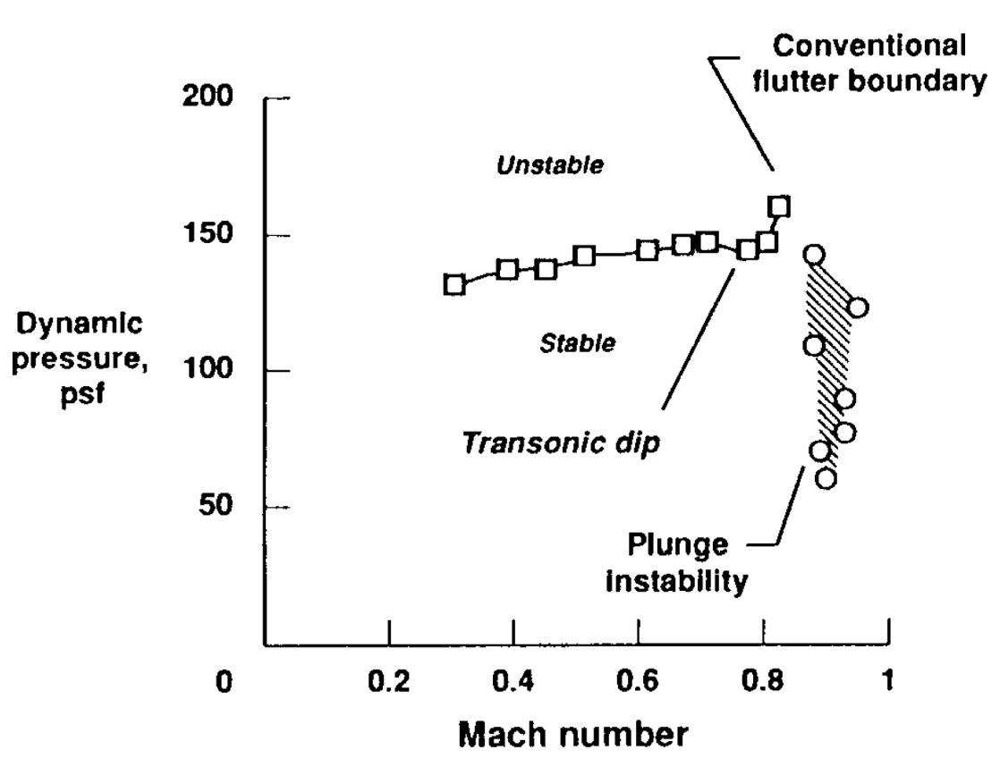 Conventional
flutter boundary
200
Unstable
150
Dynamic
pressure,
psf
Stable
100
Transonic dip
50
Plunge
instability
0 0.2 0.4 0.6 0.8 1
Mach number